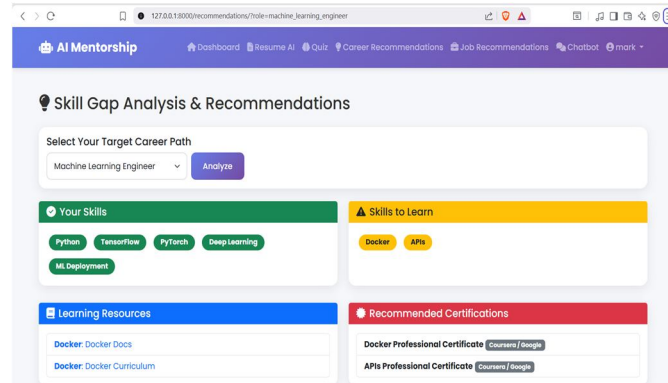 127.0.0.1:8000/recommendations/?role=machine_learning_engineer
AI Mentorship Dashboard Resume AI Quiz Career Recommendations Job Recommendations Chatbot mark
Skill Gap Analysis & Recommendations
Select Your Target Career Path
Machine Learning Engineer Analyze
Your Skills
Python TensorFlow PyTorch Deep Learning
ML Deployment
Skills to Learn
Docker APIs
Learning Resources
Docker: Docker Docs
Docker: Docker Curriculum
Recommended Certifications
Docker Professional Certificate Coursera / Google
APIs Professional Certificate Coursera / Google